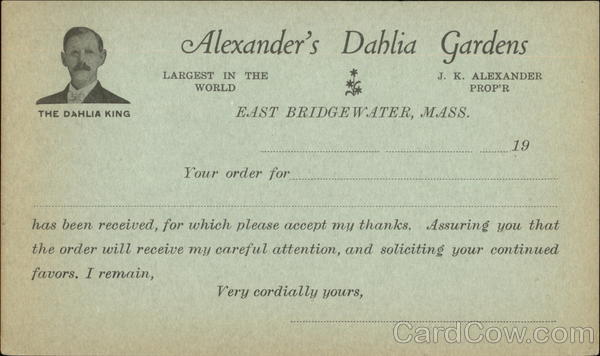 Alexander's Dahlia Gardens
LARGEST IN THE
WORLD
J. K. ALEXANDER
PROP'R
THE DAHLIA KING
EAST BRIDGEWATER, MASS.
19
Your order for
has been received, for which please accept my thanks. Assuring you that
the order will receive my careful attention, and soliciting your continued
favors. I remain,
Very cordially yours,
CardCow.com